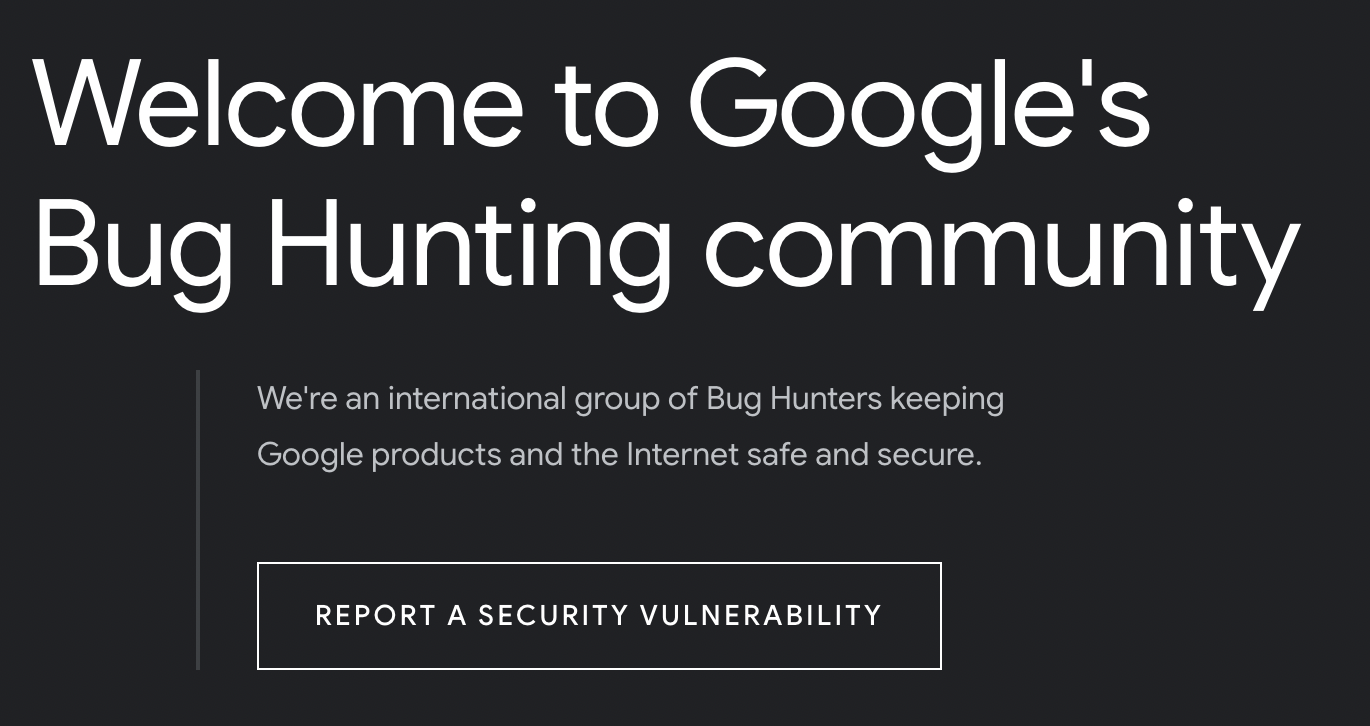 Welcome to Google's
Bug Hunting community
We're an international group of Bug Hunters keeping
Google products and the Internet safe and secure.
REPORT A SECURITY VULNERABILITY